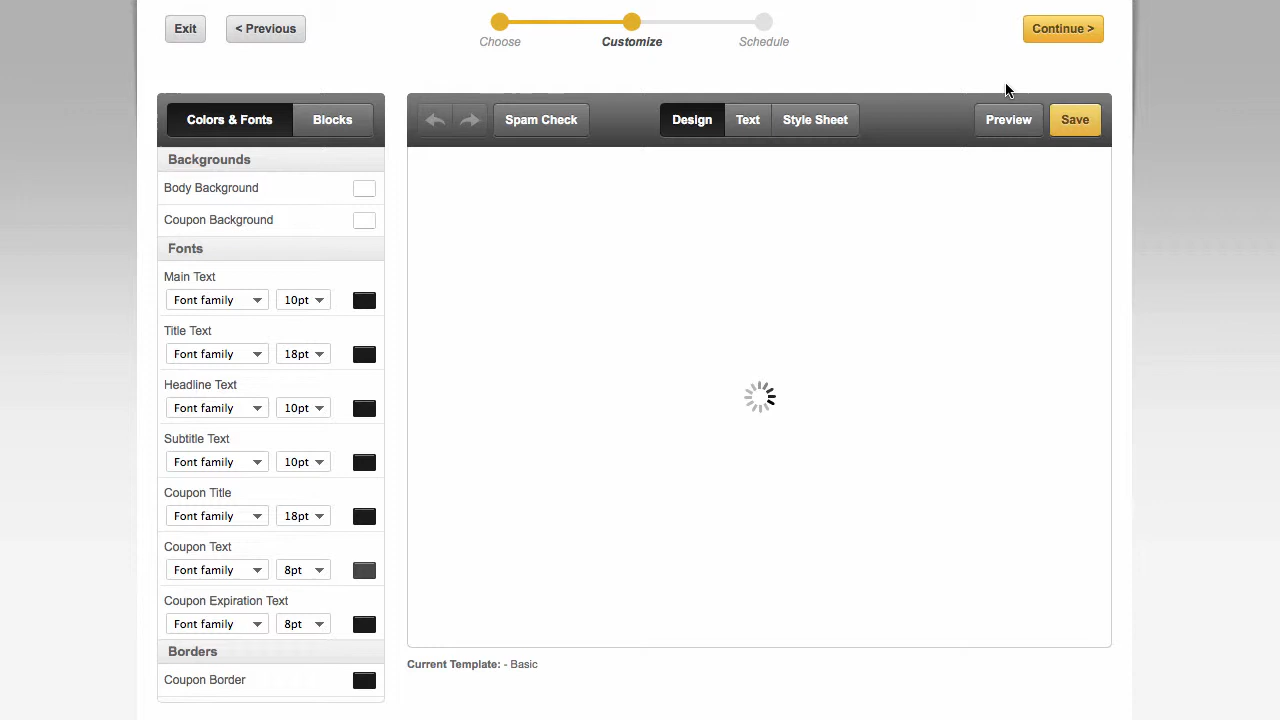 Exit
< Previous
Choose
Customize
Schedule
Continue >
Colors & Fonts
Blocks
Spam Check
Design
Text
Style Sheet
Preview
Save
Backgrounds
Body Background
Coupon Background
Fonts
Main Text
Font family
10pt
Title Text
Font family
18pt
Headline Text
Font family
10pt
Subtitle Text
Font family
10pt
Coupon Title
Font family
18pt
Coupon Text
Font family
8pt
Coupon Expiration Text
Font family
8pt
Borders
Coupon Border
Current Template: - Basic